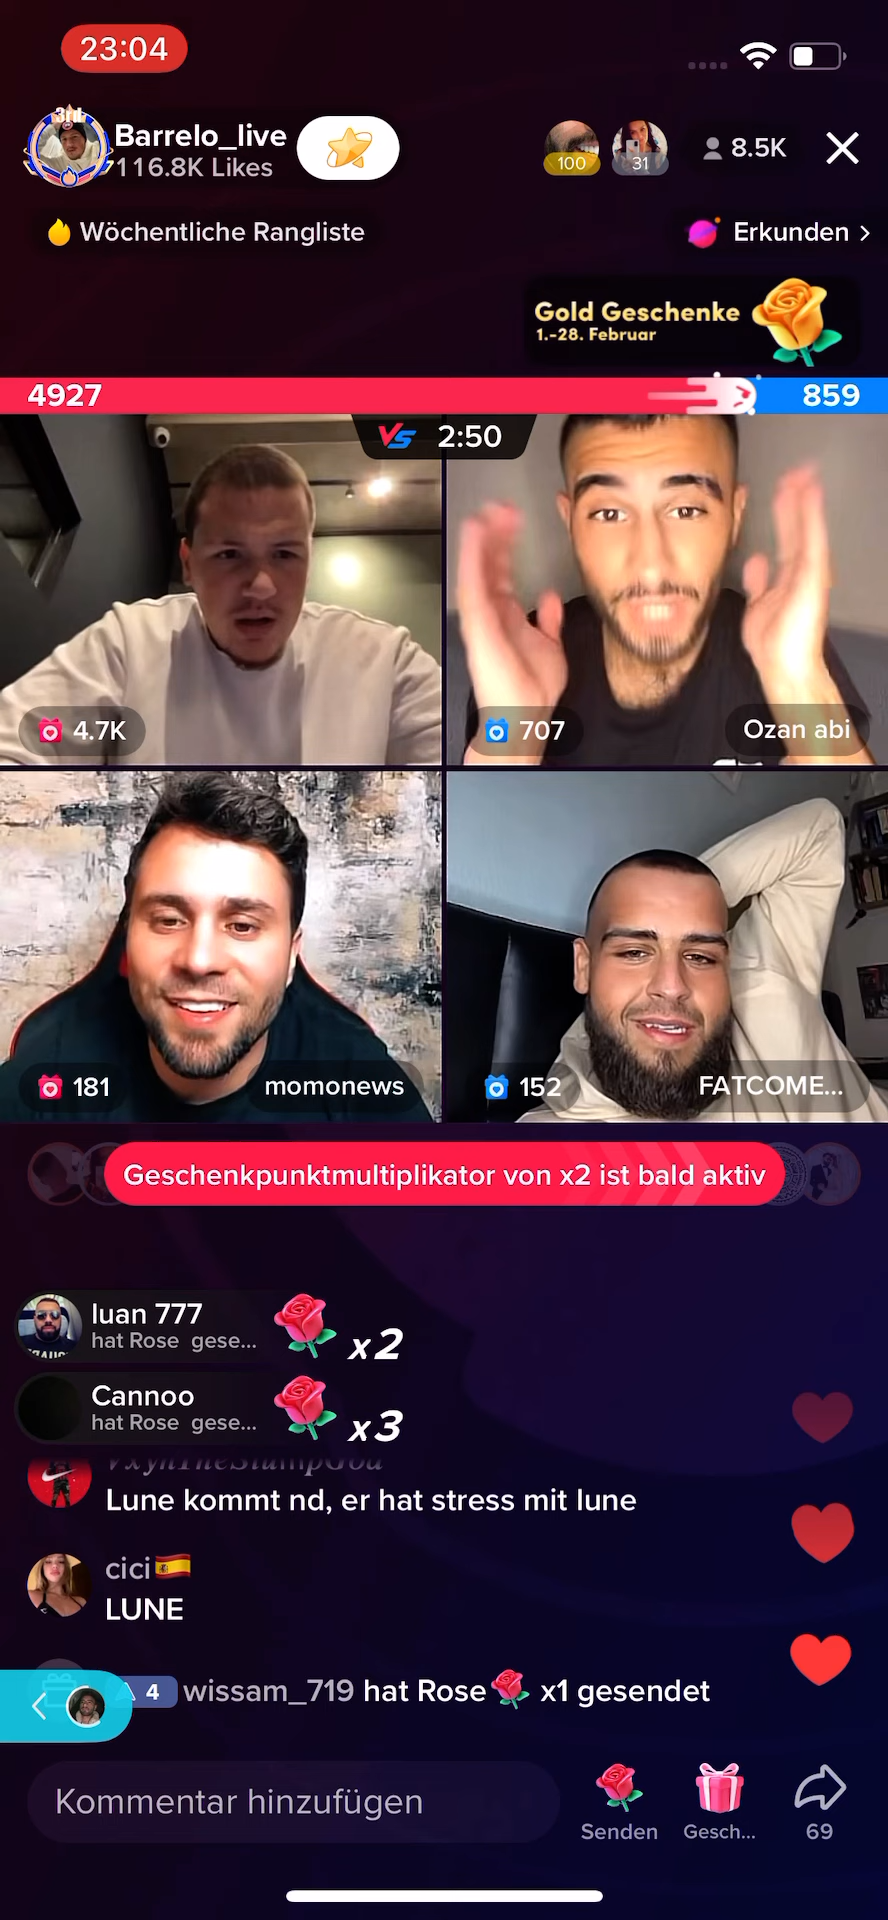 23:04
3rd
Barrelo_live
116.8K Likes
100
31
8.5K
Wöchentliche Rangliste
Erkunden >
Gold Geschenke
1.-28. Februar
4927
859
VS 2:50
4.7K
707
Ozan abi
181
momonews
152
FATCOME...
Geschenkpunktmultiplikator von x2 ist bald aktiv
luan 777
hat Rose gese...
x2
Cannoo
hat Rose gese...
x3
VxynTheSlumpGod
Lune kommt nd, er hat stress mit lune
cici
LUNE
4 wissam_719 hat Rose x1 gesendet
Kommentar hinzufügen
Senden
Gesch...
69